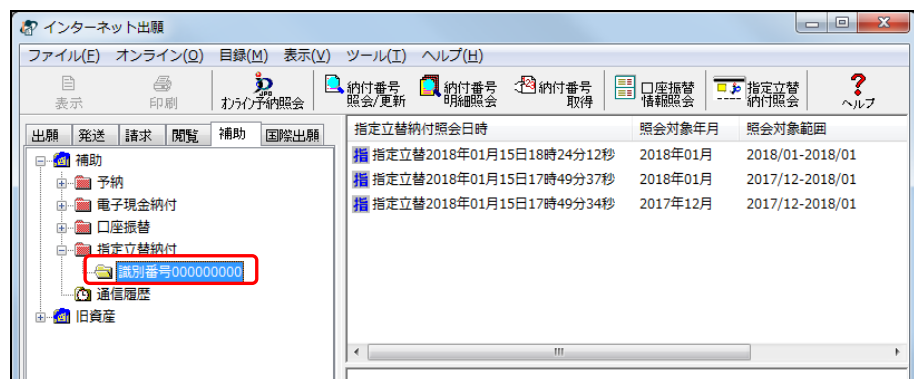 インターネット出願
ファイル(F) オンライン(O) 目録(M) 表示(V) ツール(T) ヘルプ(H)
表示
印刷
オンライン予納照会
納付番号
照会/更新
納付番号
明細照会
納付番号
取得
口座振替
情報照会
指定立替
納付照会
ヘルプ
出願 発送 請求 閲覧 補助 国際出願
補助
予納
電子現金納付
口座振替
指定立替納付
識別番号000000000
通信履歴
旧資産
指定立替納付照会日時 照会対象年月 照会対象範囲
指 指定立替2018年01月15日18時24分12秒 2018年01月 2018/01-2018/01
指 指定立替2018年01月15日17時49分37秒 2018年01月 2017/12-2018/01
指 指定立替2018年01月15日17時49分34秒 2017年12月 2017/12-2018/01